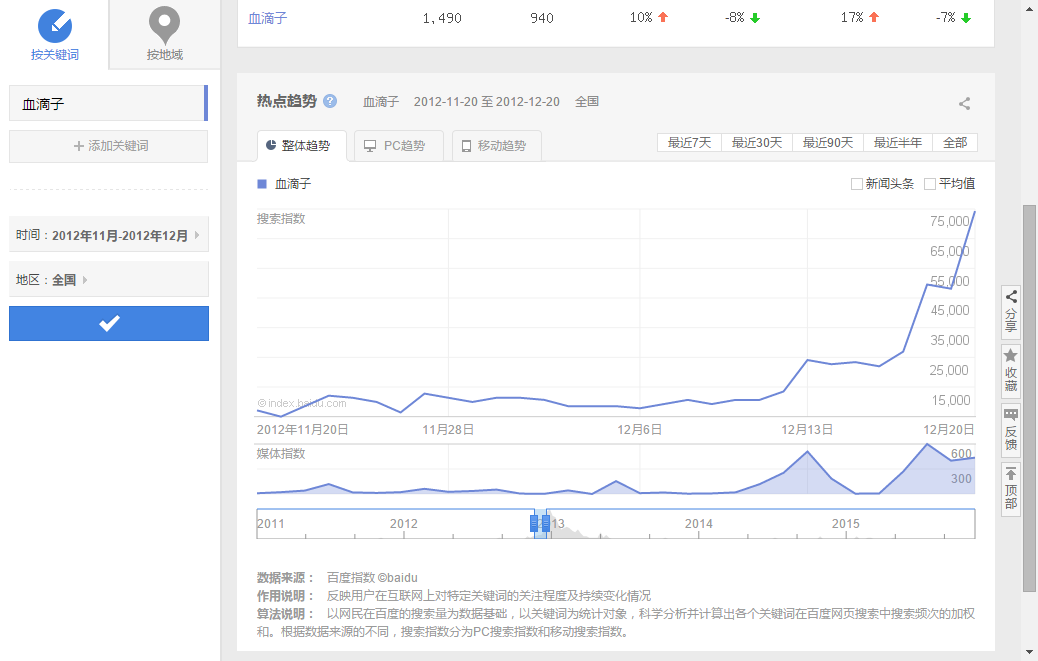 按关键词
按地域
血滴子
+ 添加关键词
时间：2012年11月-2012年12月
地区：全国
血滴子 1,490 940 10% -8% 17% -7%
热点趋势 ? 血滴子 2012-11-20 至 2012-12-20 全国
整体趋势 PC趋势 移动趋势
最近7天 最近30天 最近90天 最近半年 全部
血滴子
新闻头条 平均值
搜索指数
75,000
65,000
55,000
45,000
35,000
25,000
15,000
©index.baidu.com
2012年11月20日 11月28日 12月6日 12月13日 12月20日
媒体指数
600
300
2011 2012 13 2014 2015
数据来源： 百度指数 ©baidu
作用说明： 反映用户在互联网上对特定关键词的关注程度及持续变化情况
算法说明： 以网民在百度的搜索量为数据基础，以关键词为统计对象，科学分析并计算出各个关键词在百度网页搜索中搜索频次的加权
和。根据数据来源的不同，搜索指数分为PC搜索指数和移动搜索指数。
分享
收藏
反馈
顶部